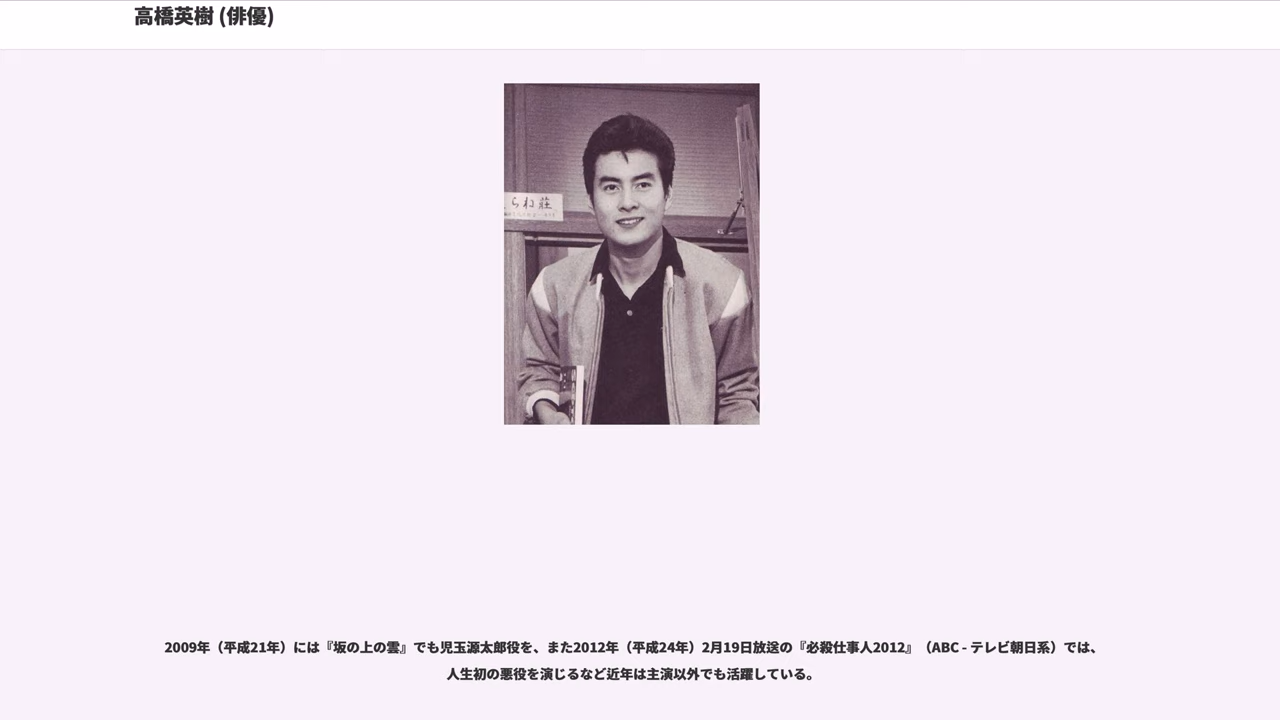 高橋英樹 (俳優)
らね荘
2009年（平成21年）には『坂の上の雲』でも児玉源太郎役を、また2012年（平成24年）2月19日放送の『必殺仕事人2012』（ABC - テレビ朝日系）では、
人生初の悪役を演じるなど近年は主演以外でも活躍している。